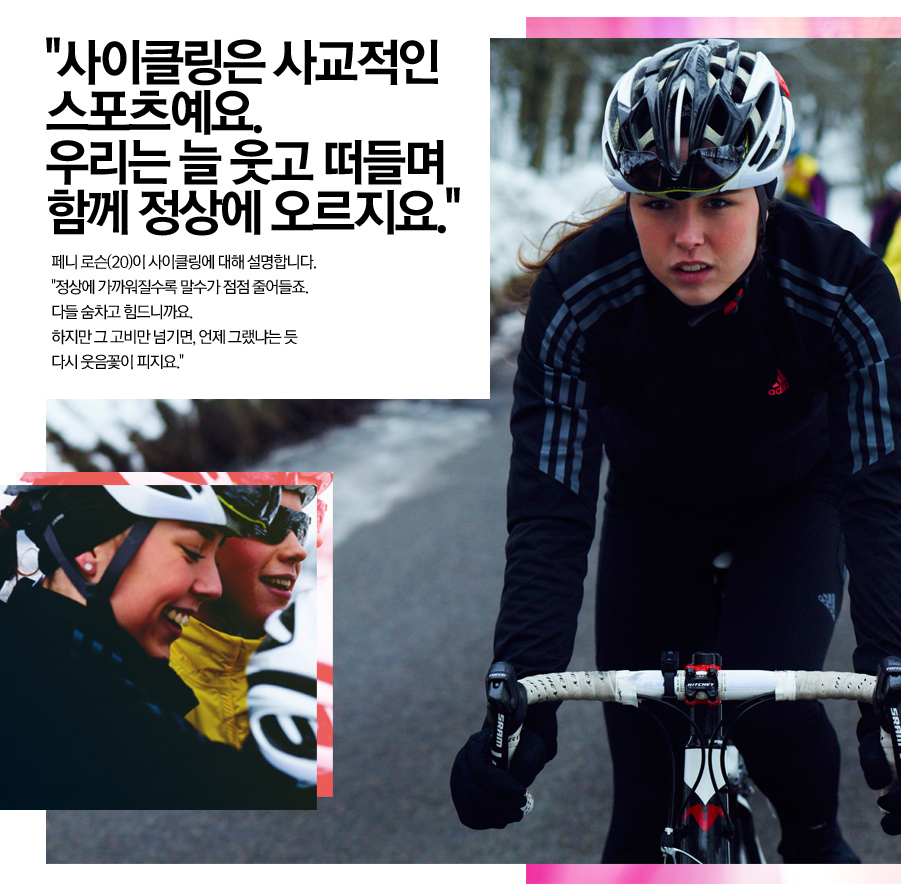 "사이클링은 사교적인
스포츠예요.
우리는 늘 웃고 떠들며
함께 정상에 오르지요."
페니 로슨(20)이 사이클링에 대해 설명합니다.
"정상에 가까워질수록 말수가 점점 줄어들죠.
다들 숨차고 힘드니까요.
하지만 그 고비만 넘기면, 언제 그랬냐는 듯
다시 웃음꽃이 피지요."
adidas
adidas
RITCHEY
SRAM
SRAM